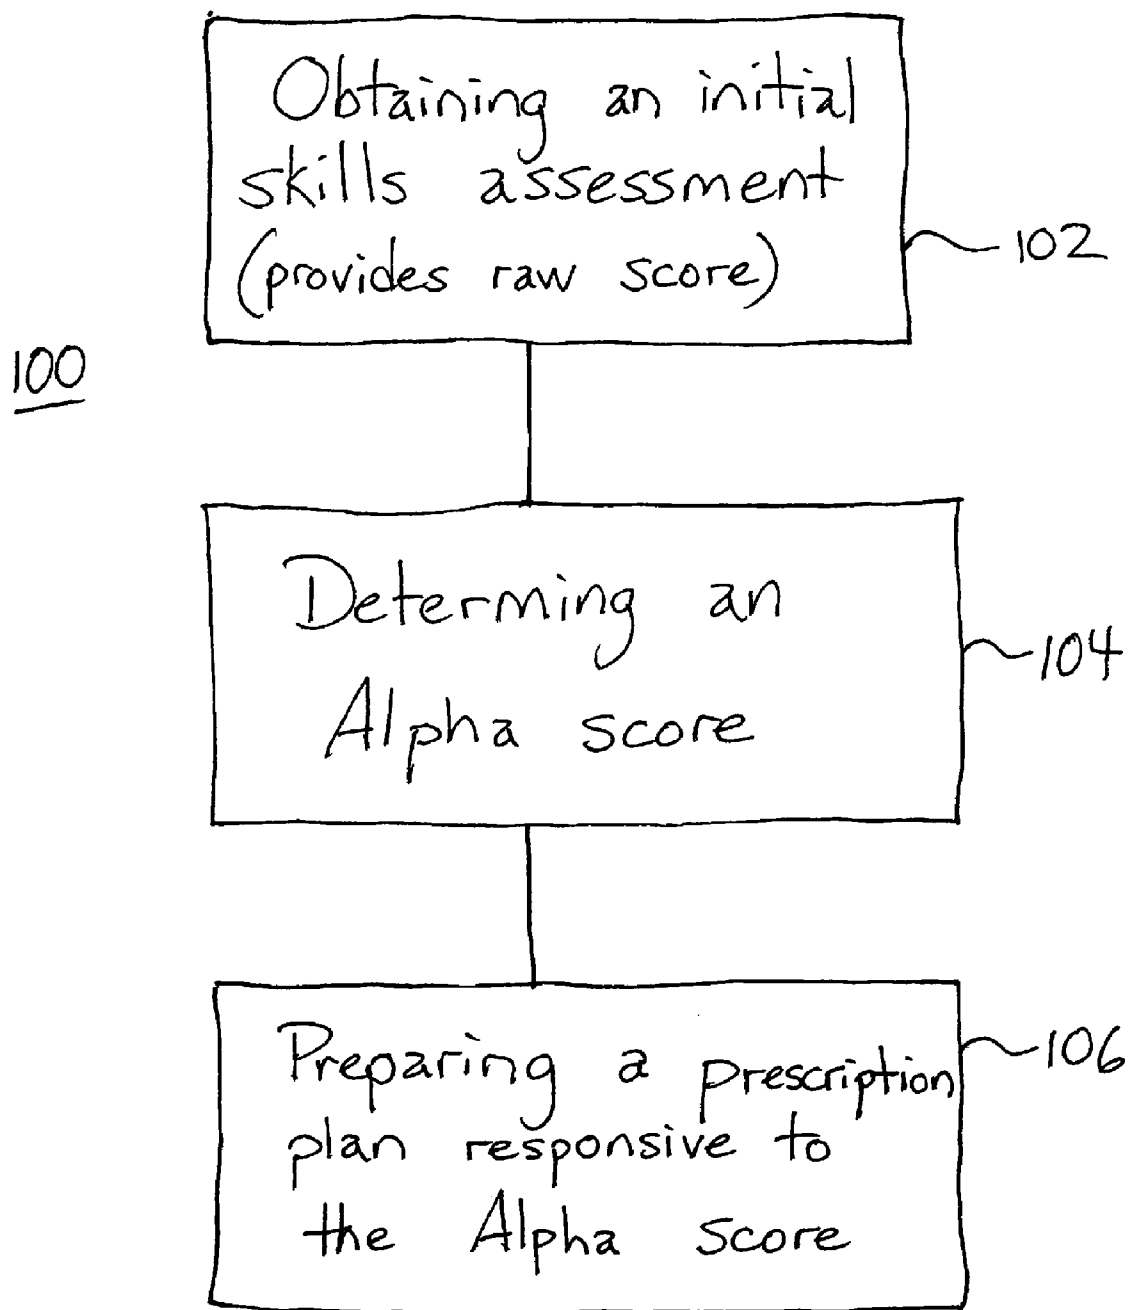 Obtaining an initial
skills assessment
(provides raw score)
102
100
Determing an
Alpha score
104
Preparing a prescription
plan responsive to
the Alpha score
106